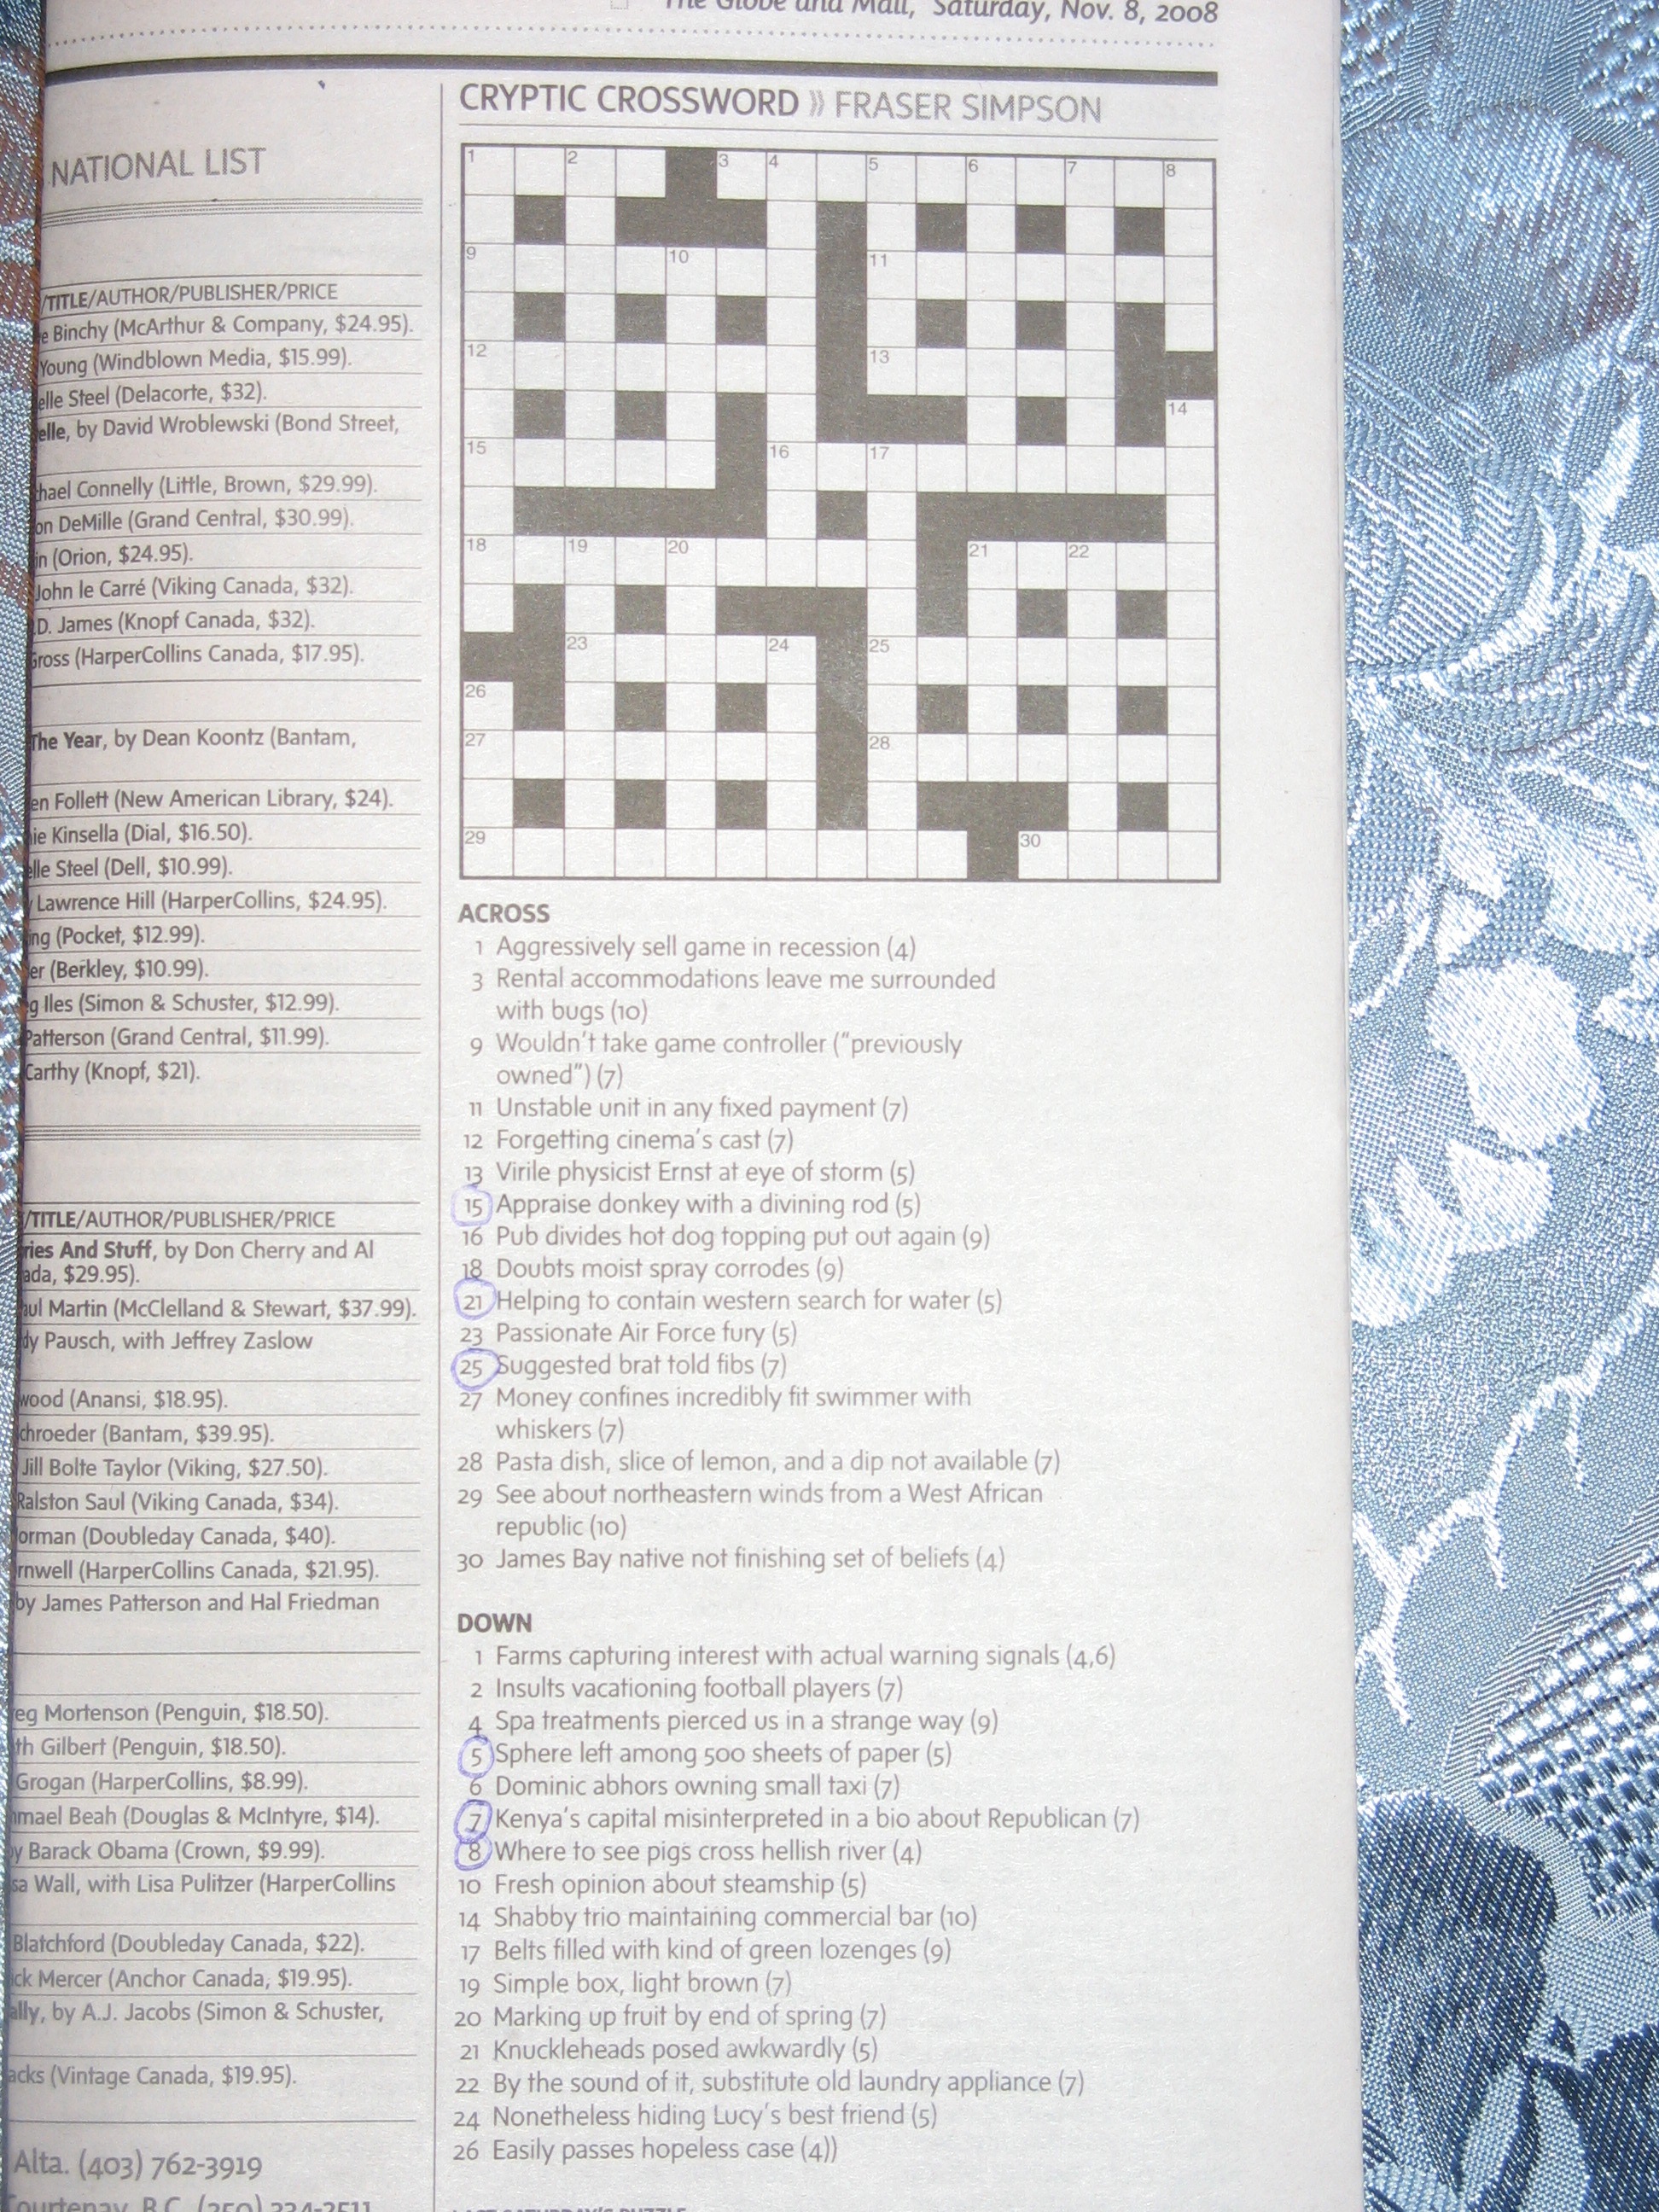 The Globe and Mail, Saturday, Nov. 8, 2008
NATIONAL LIST
/TITLE/AUTHOR/PUBLISHER/PRICE
e Binchy (McArthur & Company, $24.95).
Young (Windblown Media, $15.99).
elle Steel (Delacorte, $32).
elle, by David Wroblewski (Bond Street,
hael Connelly (Little, Brown, $29.99).
on DeMille (Grand Central, $30.99).
in (Orion, $24.95).
John le Carré (Viking Canada, $32).
.D. James (Knopf Canada, $32).
Gross (HarperCollins Canada, $17.95).
The Year, by Dean Koontz (Bantam,
en Follett (New American Library, $24).
ie Kinsella (Dial, $16.50).
elle Steel (Dell, $10.99).
Lawrence Hill (HarperCollins, $24.95).
ing (Pocket, $12.99).
er (Berkley, $10.99).
g Iles (Simon & Schuster, $12.99).
Patterson (Grand Central, $11.99).
Carthy (Knopf, $21).
/TITLE/AUTHOR/PUBLISHER/PRICE
ries And Stuff, by Don Cherry and Al
ada, $29.95).
aul Martin (McClelland & Stewart, $37.99).
dy Pausch, with Jeffrey Zaslow
wood (Anansi, $18.95).
chroeder (Bantam, $39.95).
Jill Bolte Taylor (Viking, $27.50).
Ralston Saul (Viking Canada, $34).
orman (Doubleday Canada, $40).
rnwell (HarperCollins Canada, $21.95).
by James Patterson and Hal Friedman
eg Mortenson (Penguin, $18.50).
th Gilbert (Penguin, $18.50).
Grogan (HarperCollins, $8.99).
hmael Beah (Douglas & McIntyre, $14).
y Barack Obama (Crown, $9.99).
sa Wall, with Lisa Pulitzer (HarperCollins
Blatchford (Doubleday Canada, $22).
ck Mercer (Anchor Canada, $19.95).
ally, by A.J. Jacobs (Simon & Schuster,
acks (Vintage Canada, $19.95).
Alta. (403) 762-3919
Courtenay, B.C. (250) 334-2511
CRYPTIC CROSSWORD » FRASER SIMPSON
1 2 3 4 5 6 7 8
9 10 11
12 13
14
15 16 17
18 19 20 21 22
23 24 25
26
27 28
29 30
ACROSS
1 Aggressively sell game in recession (4)
3 Rental accommodations leave me surrounded
with bugs (10)
9 Wouldn't take game controller ("previously
owned") (7)
11 Unstable unit in any fixed payment (7)
12 Forgetting cinema's cast (7)
13 Virile physicist Ernst at eye of storm (5)
15 Appraise donkey with a divining rod (5)
16 Pub divides hot dog topping put out again (9)
18 Doubts moist spray corrodes (9)
21 Helping to contain western search for water (5)
23 Passionate Air Force fury (5)
25 Suggested brat told fibs (7)
27 Money confines incredibly fit swimmer with
whiskers (7)
28 Pasta dish, slice of lemon, and a dip not available (7)
29 See about northeastern winds from a West African
republic (10)
30 James Bay native not finishing set of beliefs (4)
DOWN
1 Farms capturing interest with actual warning signals (4,6)
2 Insults vacationing football players (7)
4 Spa treatments pierced us in a strange way (9)
5 Sphere left among 500 sheets of paper (5)
6 Dominic abhors owning small taxi (7)
7 Kenya's capital misinterpreted in a bio about Republican (7)
8 Where to see pigs cross hellish river (4)
10 Fresh opinion about steamship (5)
14 Shabby trio maintaining commercial bar (10)
17 Belts filled with kind of green lozenges (9)
19 Simple box, light brown (7)
20 Marking up fruit by end of spring (7)
21 Knuckleheads posed awkwardly (5)
22 By the sound of it, substitute old laundry appliance (7)
24 Nonetheless hiding Lucy's best friend (5)
26 Easily passes hopeless case (4))
LAST SATURDAY'S PUZZLE